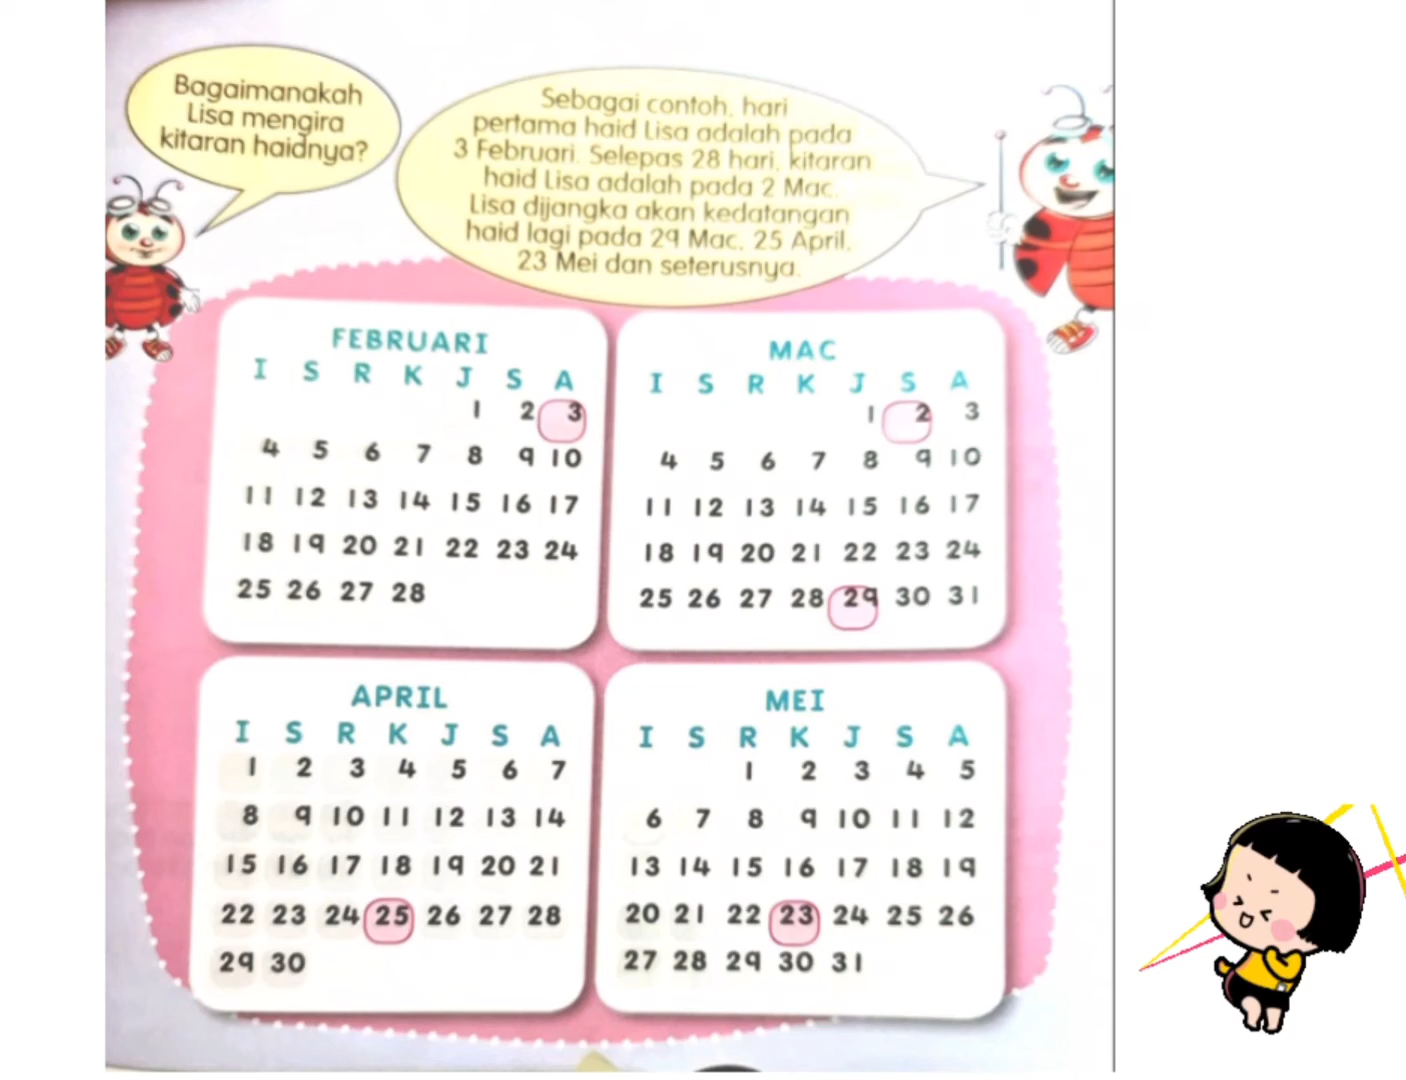 Bagaimanakah
Lisa mengira
kitaran haidnya?
Sebagai contoh, hari
pertama haid Lisa adalah pada
3 Februari. Selepas 28 hari, kitaran
haid Lisa adalah pada 2 Mac.
Lisa dijangka akan kedatangan
haid lagi pada 29 Mac, 25 April,
23 Mei dan seterusnya.
FEBRUARI
I S R K J S A
1 2 3
4 5 6 7 8 9 10
11 12 13 14 15 16 17
18 19 20 21 22 23 24
25 26 27 28
MAC
I S R K J S A
1 2 3
4 5 6 7 8 9 10
11 12 13 14 15 16 17
18 19 20 21 22 23 24
25 26 27 28 29 30 31
APRIL
I S R K J S A
1 2 3 4 5 6 7
8 9 10 11 12 13 14
15 16 17 18 19 20 21
22 23 24 25 26 27 28
29 30
MEI
I S R K J S A
1 2 3 4 5
6 7 8 9 10 11 12
13 14 15 16 17 18 19
20 21 22 23 24 25 26
27 28 29 30 31